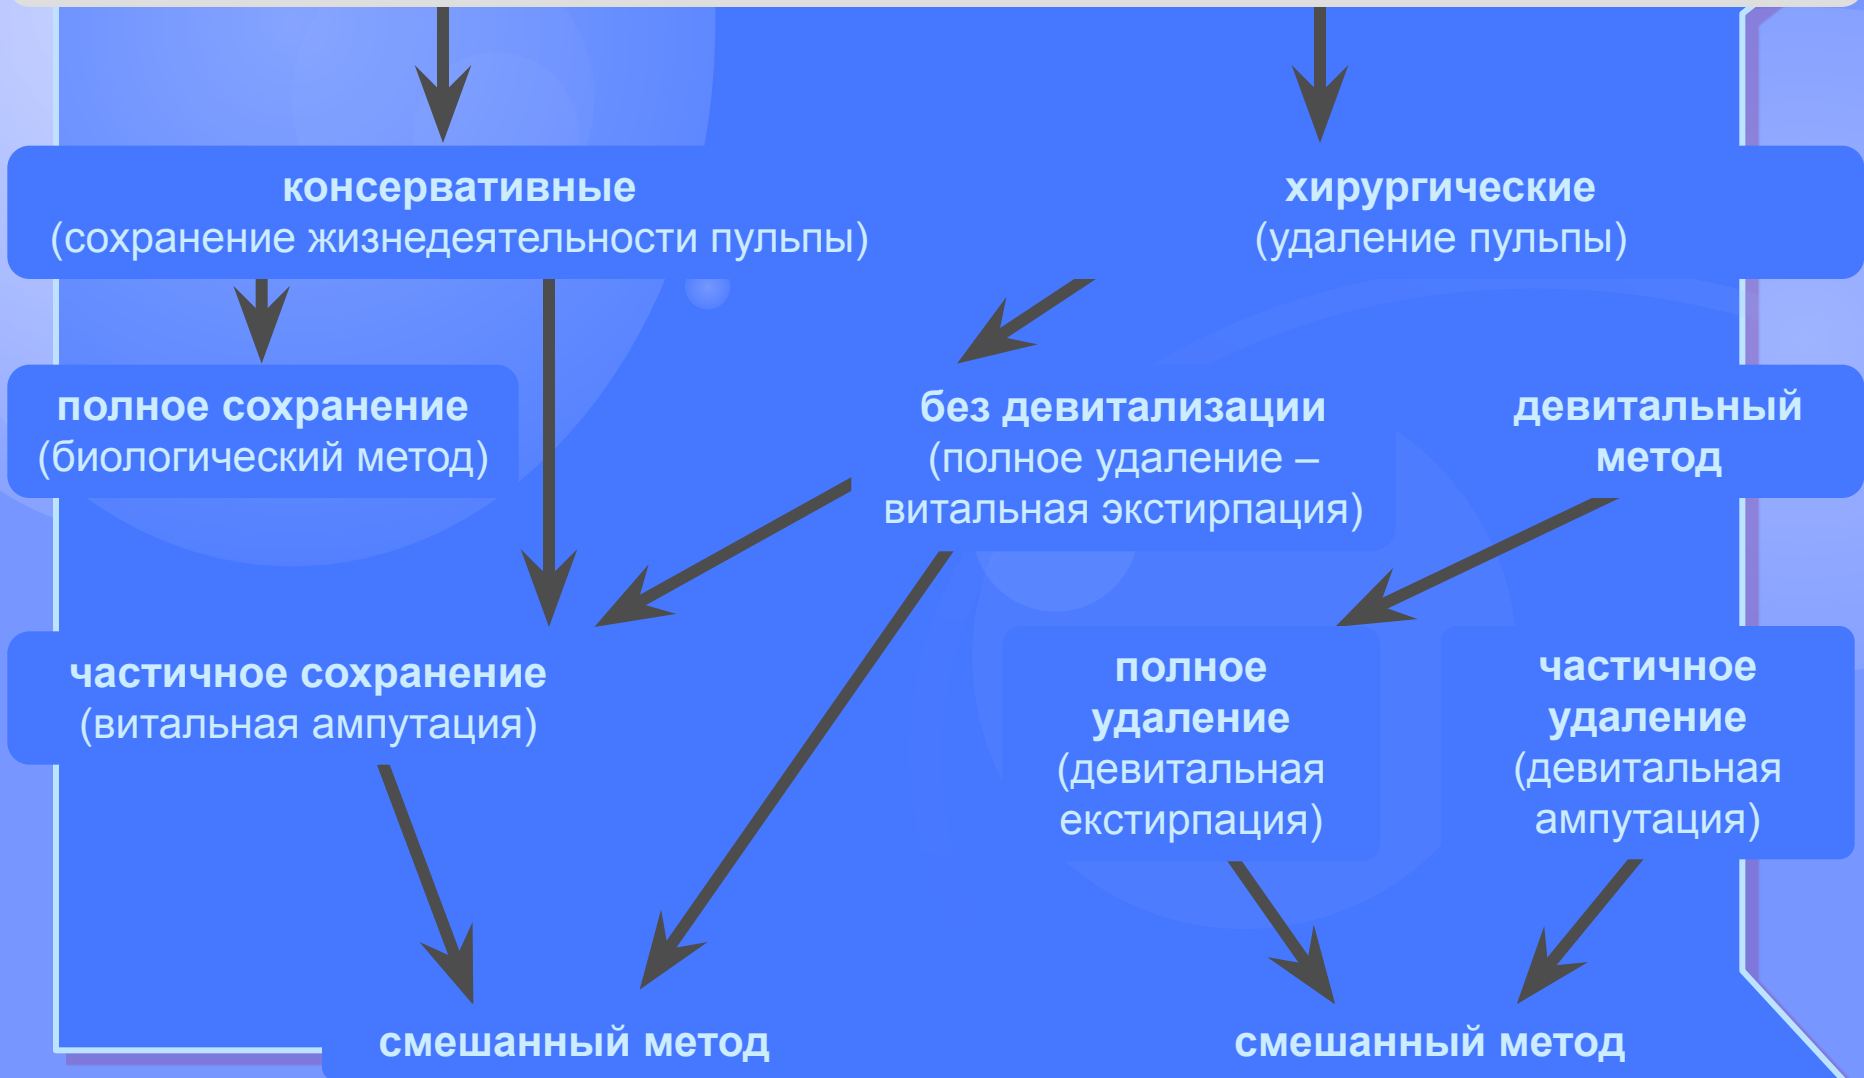 консервативные
(сохранение жизнедеятельности пульпы)
хирургические
(удаление пульпы)
полное сохранение
(биологический метод)
без девитализации
(полное удаление –
витальная экстирпация)
девитальный
метод
частичное сохранение
(витальная ампутация)
полное
удаление
(девитальная
екстирпация)
частичное
удаление
(девитальная
ампутация)
смешанный метод
смешанный метод